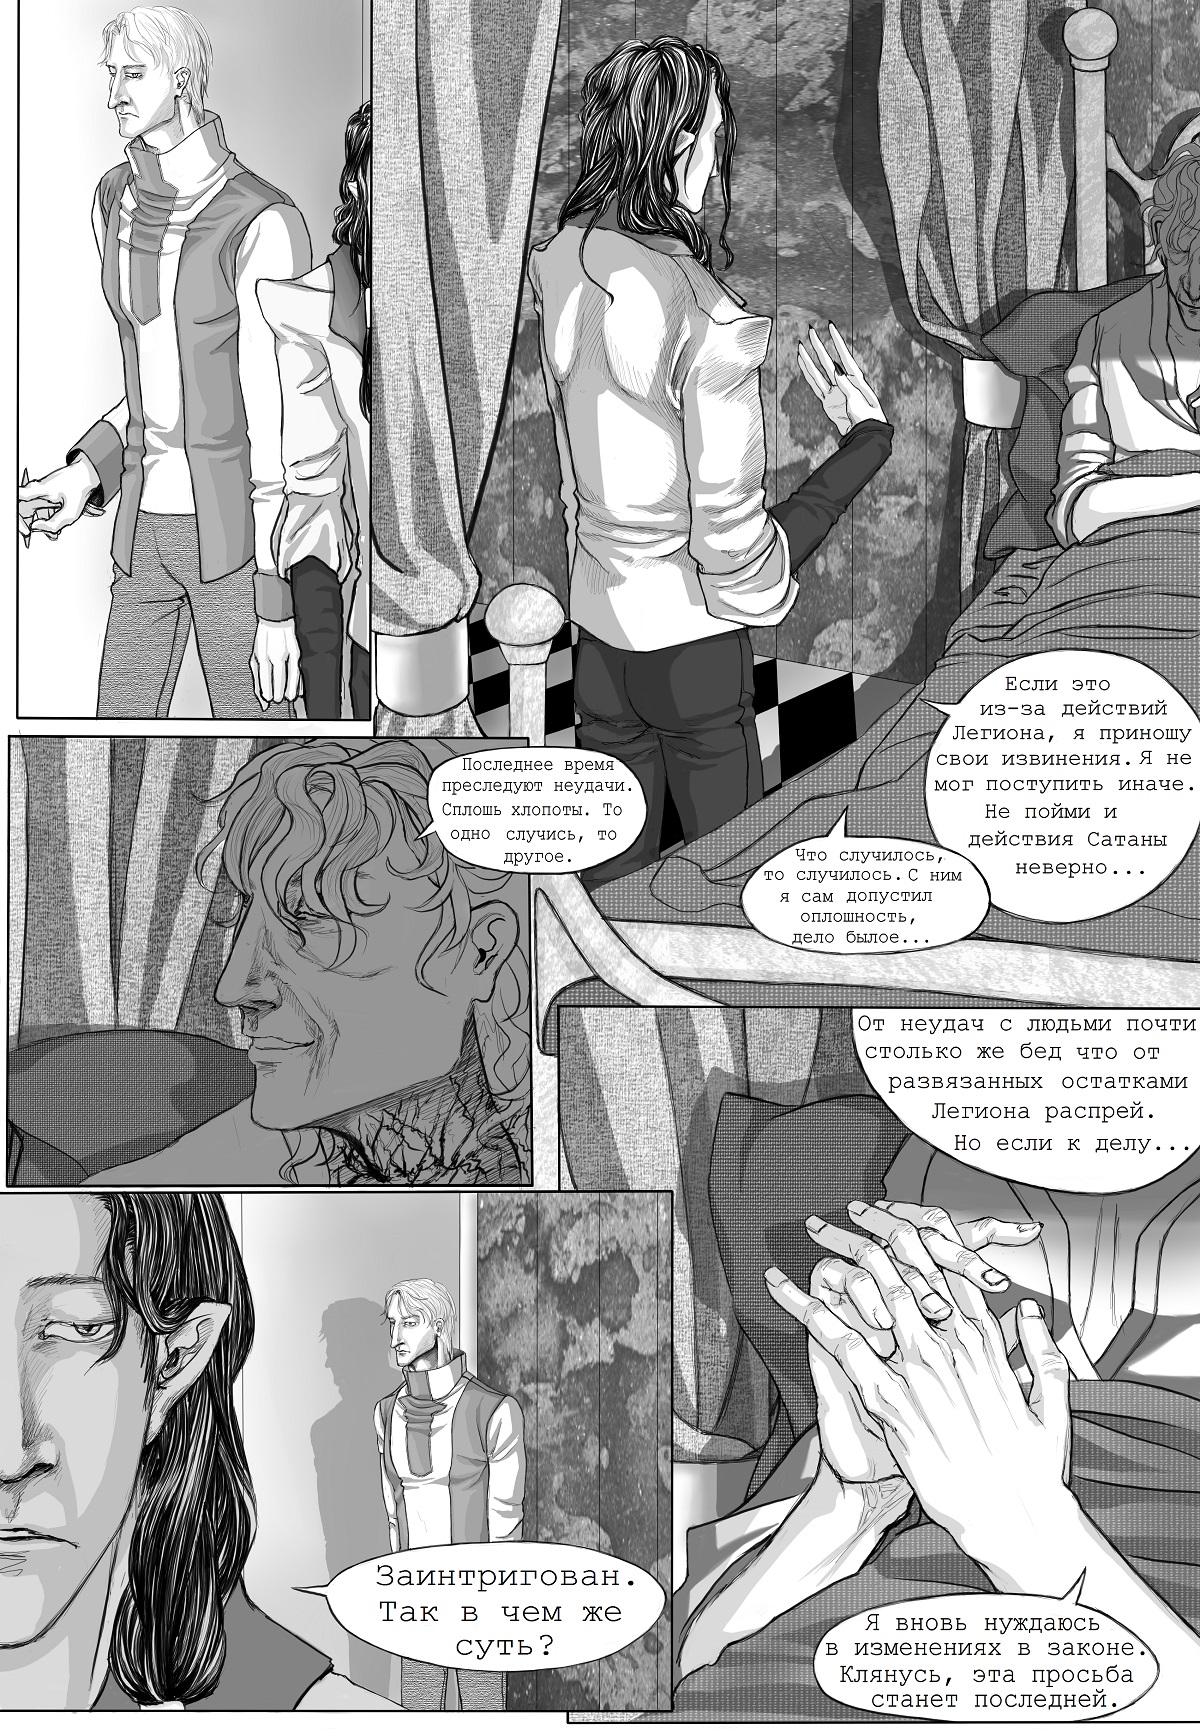 Последнее время
преследуют неудачи.
Сплошь хлопоты. То
одно случись, то
другое.
Если это
из-за действий
Легиона, я приношу
свои извинения. Я не
мог поступить иначе.
Не пойми и
действия Сатаны
неверно...
Что случилось,
то случилось. С ним
я сам допустил
оплошность,
дело былое...
От неудач с людьми почти
столько же бед что от
развязанных остатками
Легиона распрей.
Но если к делу...
Заинтригован.
Так в чем же
суть?
Я вновь нуждаюсь
в изменениях в законе.
Клянусь, эта просьба
станет последней.